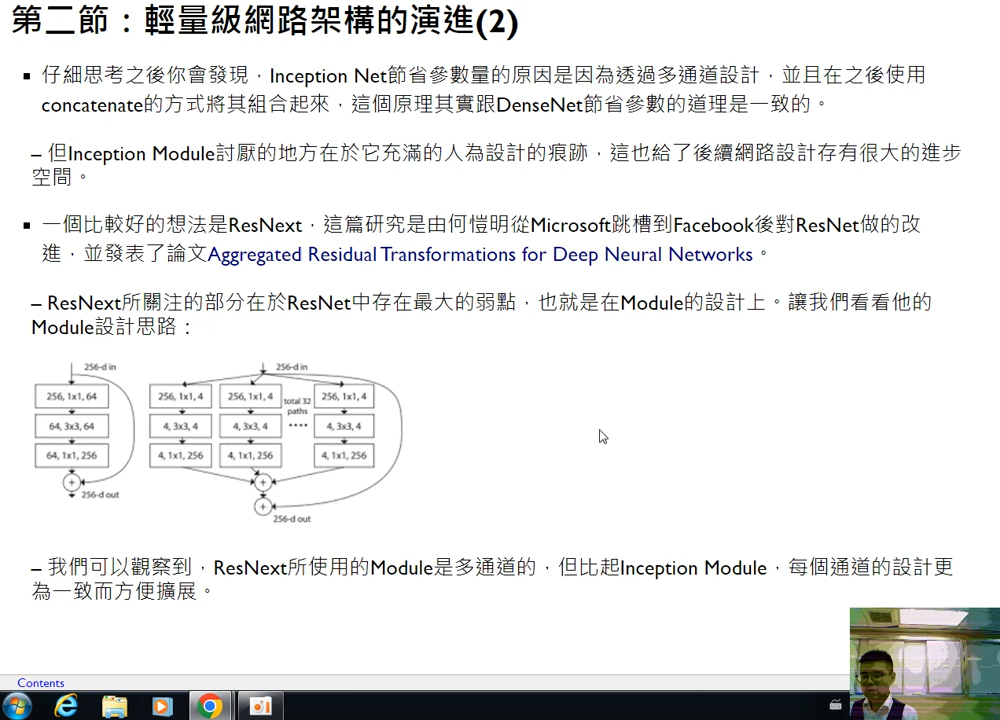 第二節：輕量級網路架構的演進(2)
▪ 仔細思考之後你會發現，Inception Net節省參數量的原因是因為透過多通道設計，並且在之後使用
concatenate的方式將其組合起來，這個原理其實跟DenseNet節省參數的道理是一致的。
– 但Inception Module討厭的地方在於它充滿的人為設計的痕跡，這也給了後續網路設計存有很大的進步
空間。
▪ 一個比較好的想法是ResNext，這篇研究是由何愷明從Microsoft跳槽到Facebook後對ResNet做的改
進，並發表了論文Aggregated Residual Transformations for Deep Neural Networks。
– ResNext所關注的部分在於ResNet中存在最大的弱點，也就是在Module的設計上。讓我們看看他的
Module設計思路：
256-d in
256, 1x1, 64
64, 3x3, 64
64, 1x1, 256
+
256-d out
256-d in
256, 1x1, 4 256, 1x1, 4 total 32 256, 1x1, 4
paths
4, 3x3, 4 4, 3x3, 4 .... 4, 3x3, 4
4, 1x1, 256 4, 1x1, 256 4, 1x1, 256
+
+
256-d out
– 我們可以觀察到，ResNext所使用的Module是多通道的，但比起Inception Module，每個通道的設計更
為一致而方便擴展。
Contents